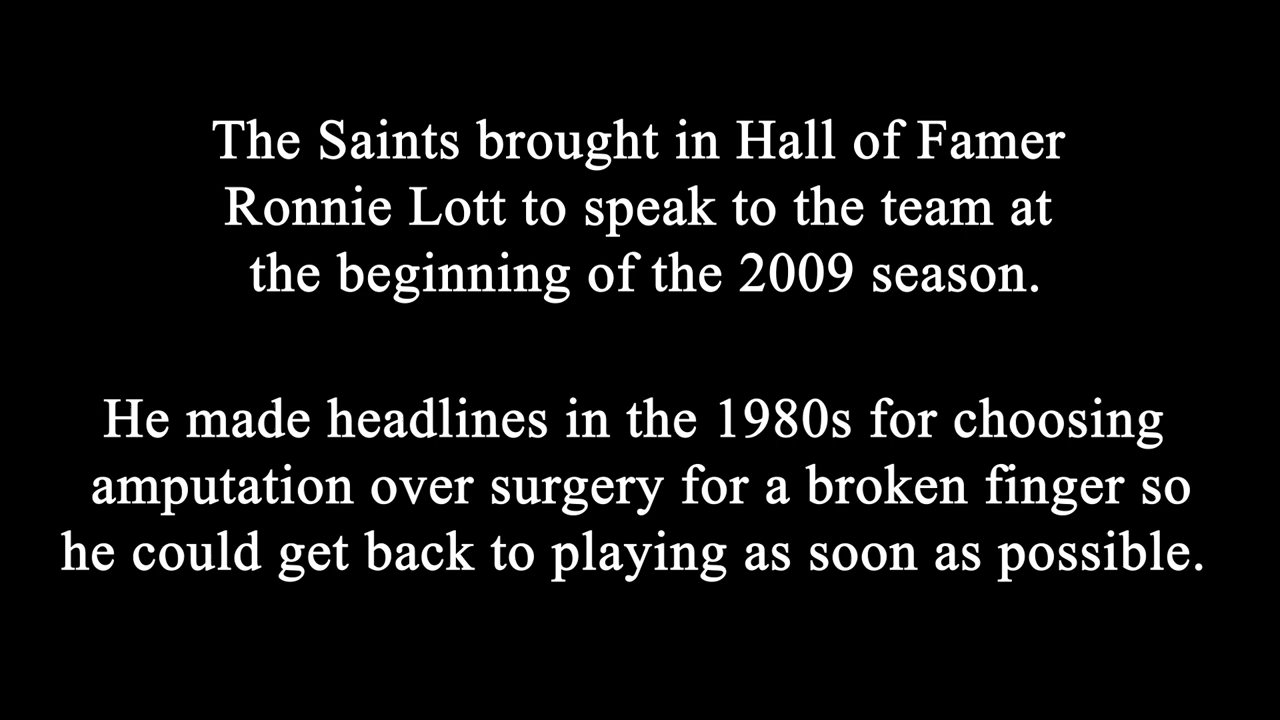 The Saints brought in Hall of Famer
Ronnie Lott to speak to the team at
the beginning of the 2009 season.
He made headlines in the 1980s for choosing
amputation over surgery for a broken finger so
he could get back to playing as soon as possible.